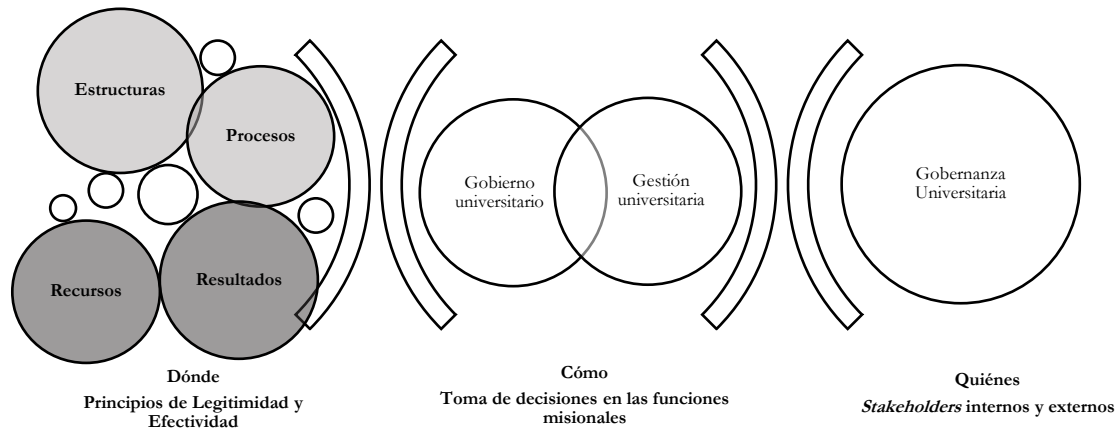 Estructuras
Procesos
Recursos
Resultados
Gobierno
universitario
Gestión
universitaria
Gobernanza
Universitaria
Dónde
Principios de Legitimidad y
Efectividad
Cómo
Toma de decisiones en las funciones
misionales
Quiénes
Stakeholders internos y externos